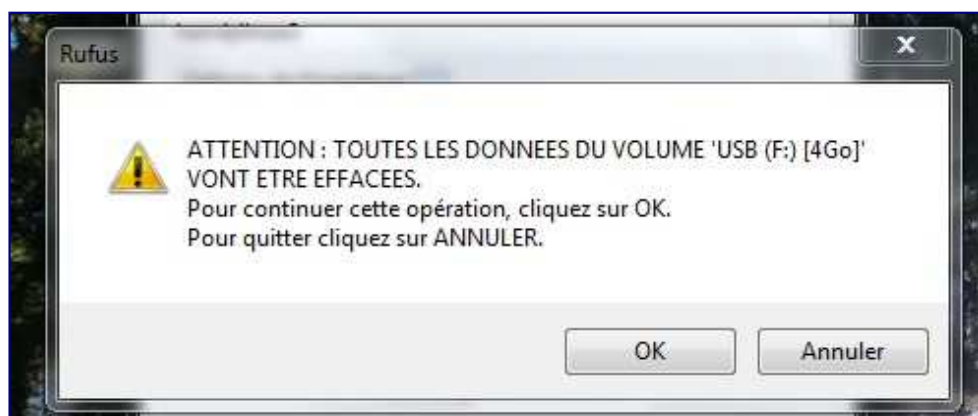 Rufus
ATTENTION : TOUTES LES DONNEES DU VOLUME 'USB (F:) [4Go]'
VONT ETRE EFFACEES.
Pour continuer cette opération, cliquez sur OK.
Pour quitter cliquez sur ANNULER.
OK
Annuler